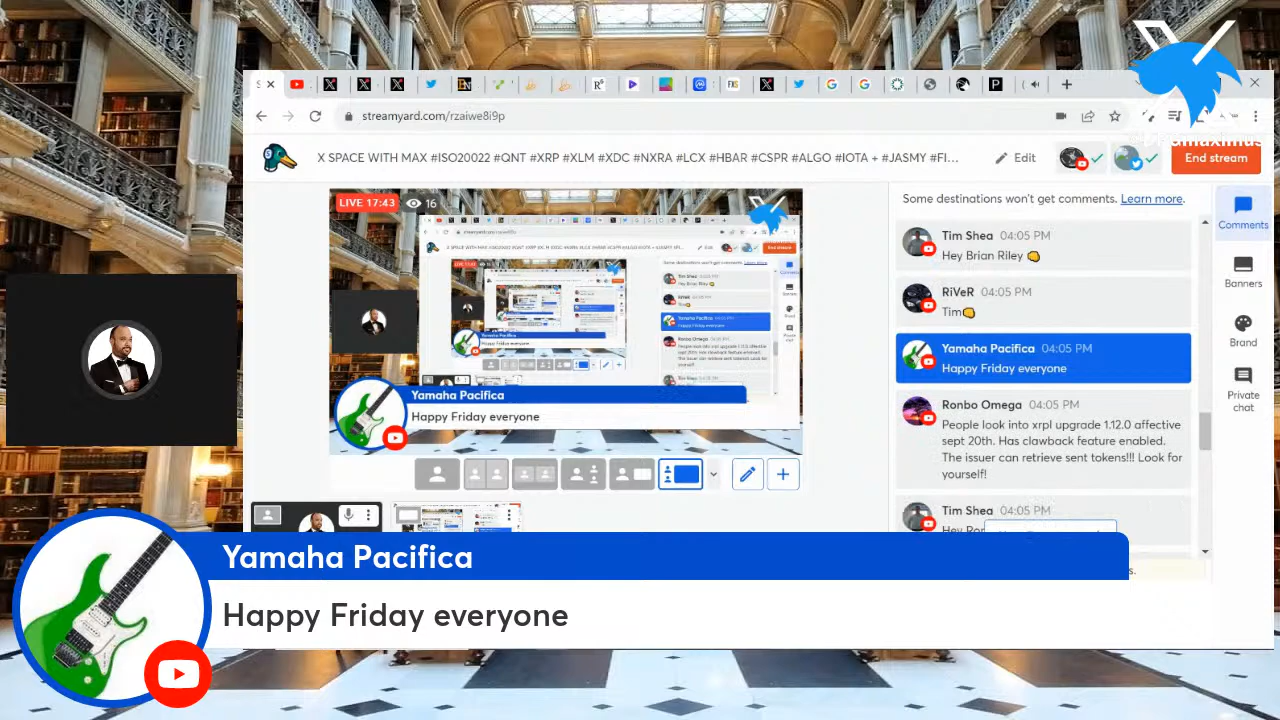 streamyard.com/rzaiwe8i9p
X SPACE WITH MAX #ISO20022 #QNT #XRP #XLM #XDC #NXRA #LCX #HBAR #CSPR #ALGO #IOTA + #JASMY #FI...
Edit
End stream
LIVE 17:43
16
Some destinations won't get comments. Learn more.
Comments
Banners
Brand
Private
chat
Tim Shea 04:05 PM
Hey Brian Riley
RiVeR 04:05 PM
Tim
Yamaha Pacifica 04:05 PM
Happy Friday everyone
Ronbo Omega 04:05 PM
People look into xrpl upgrade 1.12.0 affective
sept 20th. Has clawback feature enabled.
The issuer can retrieve sent tokens!!! Look for
yourself!
Tim Shea 04:05 PM
Yamaha Pacifica
Happy Friday everyone
Yamaha Pacifica
Happy Friday everyone